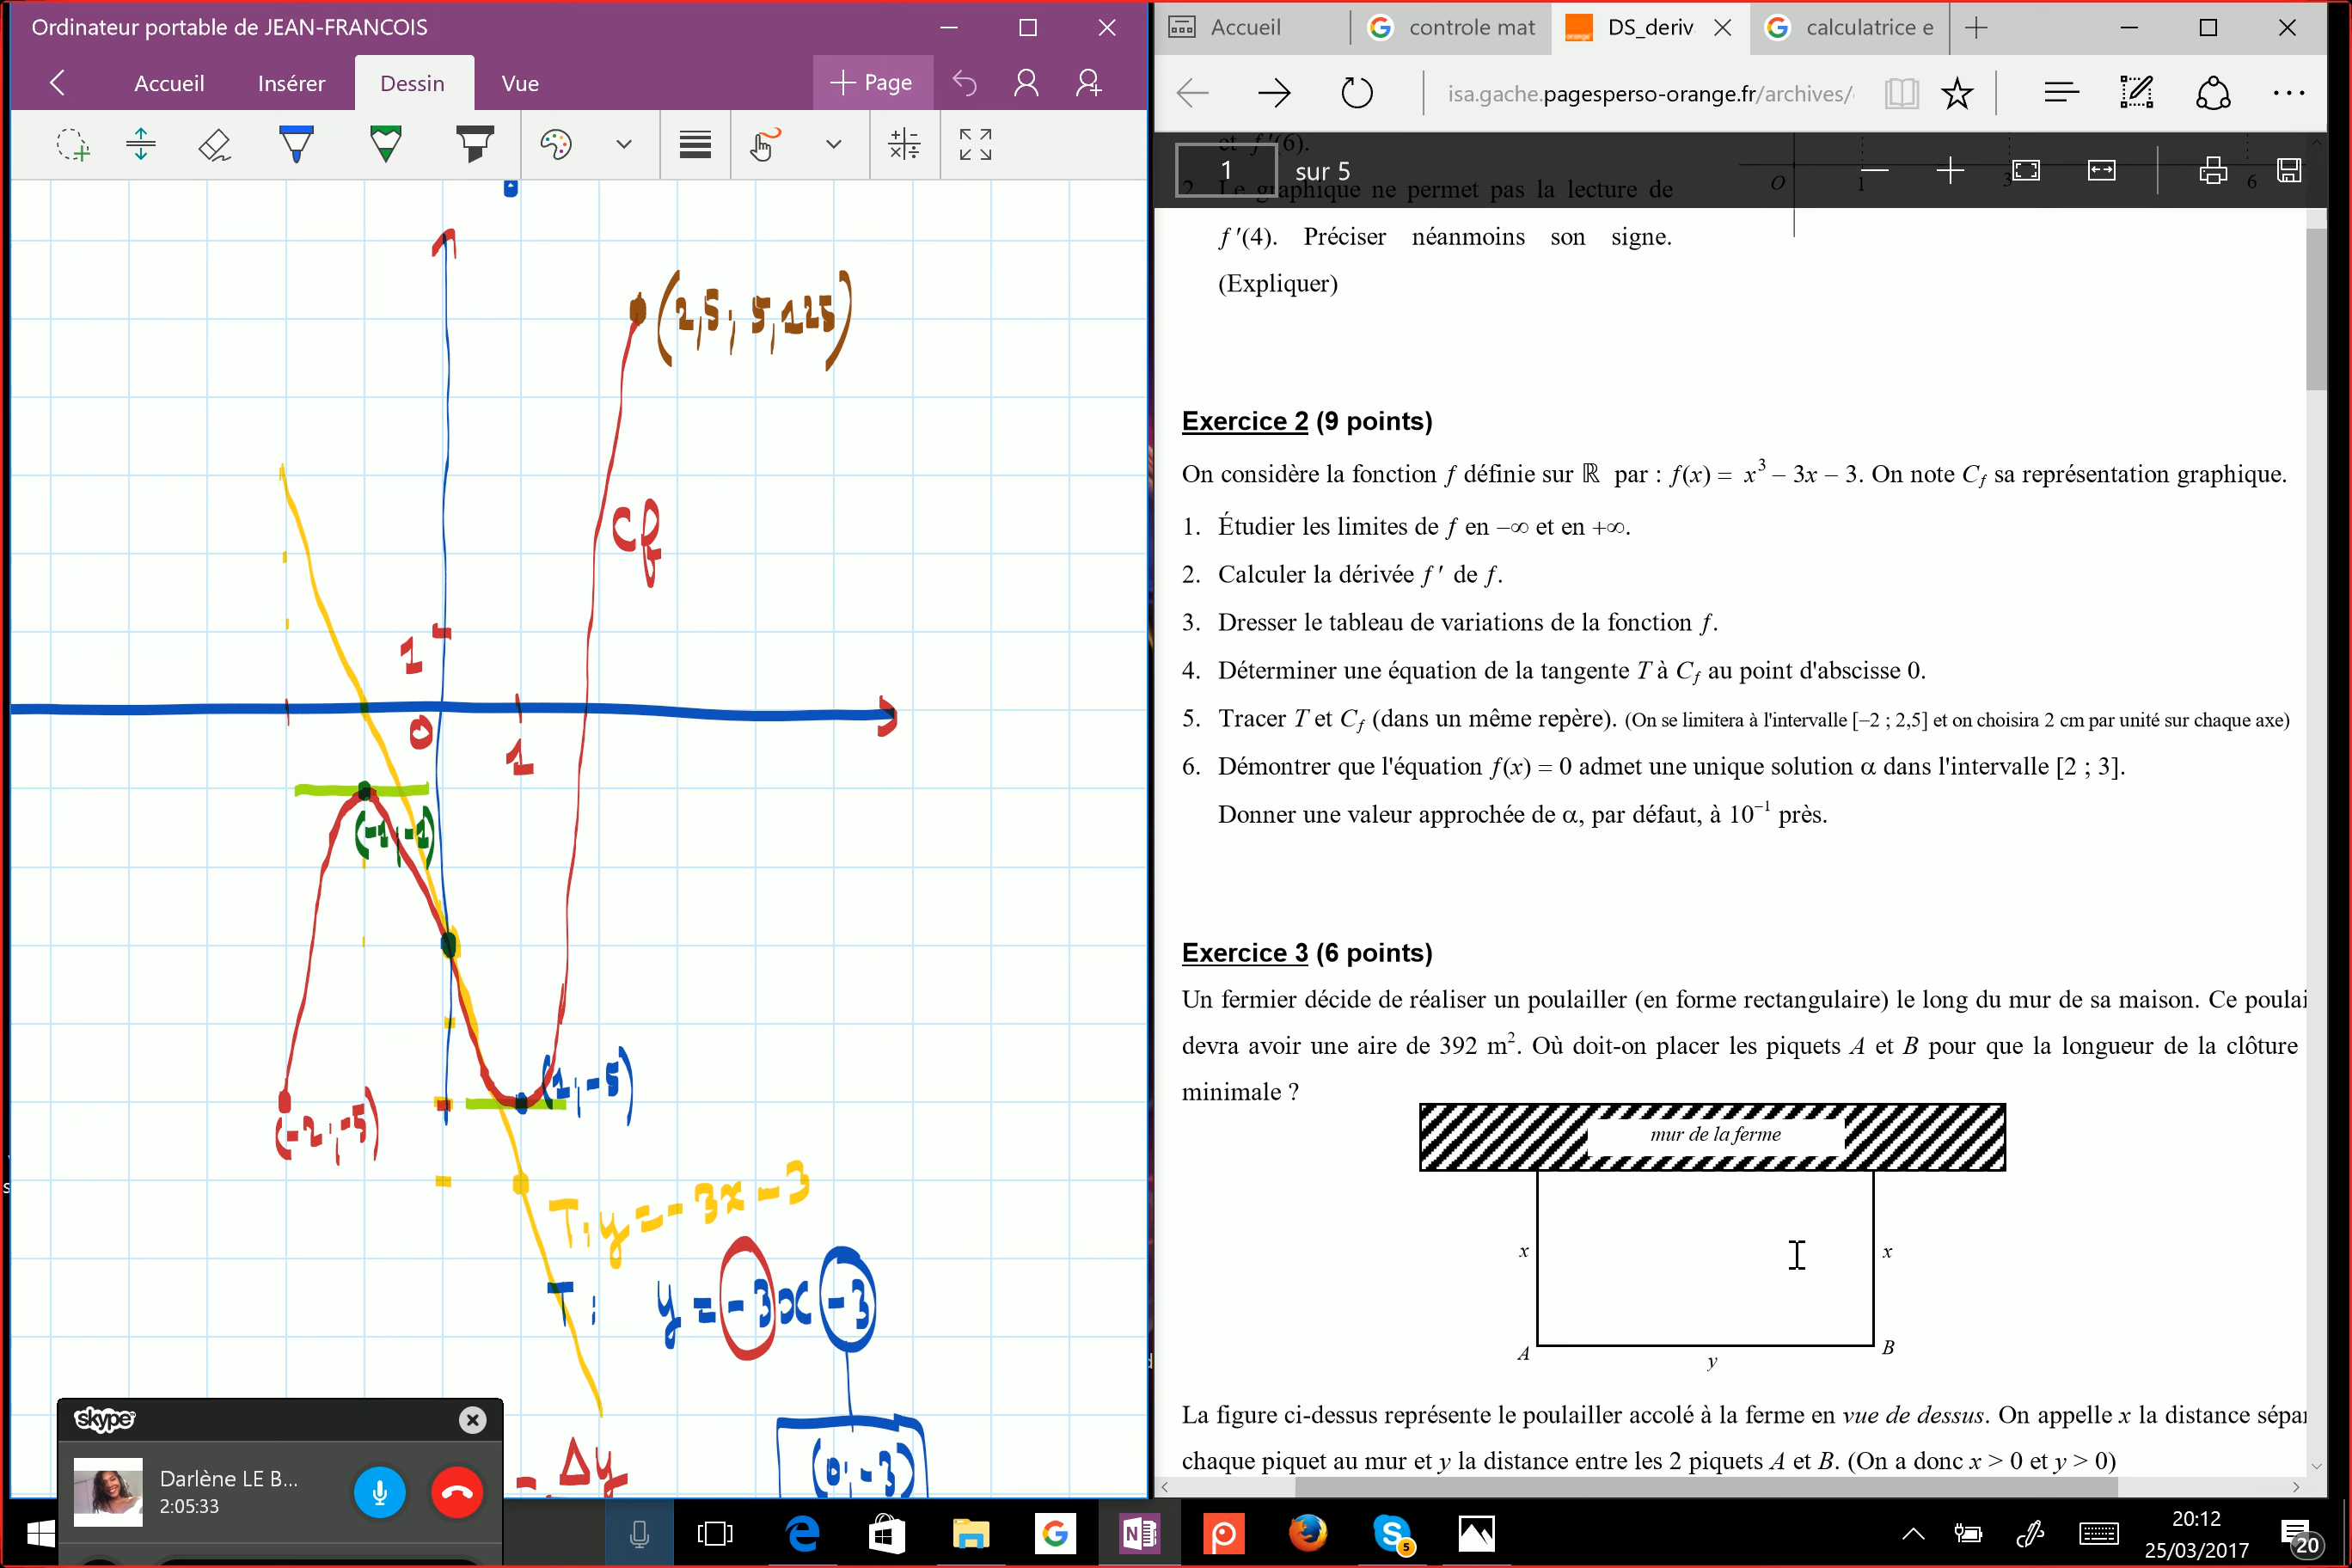 Ordinateur portable de JEAN-FRANCOIS
Accueil
Insérer
Dessin
Vue
Page
(2,5 ; 5,125)
Cf
1
0
1
(-1;-1)
(-2;-5)
(1;-5)
T: y = -3x - 3
T: y = -3x -3
(0; -3)
- Δy
skype
Darlène LE B...
2:05:33
Accueil
controle mat
DS_deriv
calculatrice e
isa.gache.pagesperso-orange.fr/archives/
1 sur 5
et f'(6).
O 1 3 6
2. Le graphique ne permet pas la lecture de
f '(4). Préciser néanmoins son signe.
(Expliquer)
Exercice 2 (9 points)
On considère la fonction f définie sur ℝ par : f(x) = x³ – 3x – 3. On note Cf sa représentation graphique.
1. Étudier les limites de f en –∞ et en +∞.
2. Calculer la dérivée f ' de f.
3. Dresser le tableau de variations de la fonction f.
4. Déterminer une équation de la tangente T à Cf au point d'abscisse 0.
5. Tracer T et Cf (dans un même repère). (On se limitera à l'intervalle [–2 ; 2,5] et on choisira 2 cm par unité sur chaque axe)
6. Démontrer que l'équation f(x) = 0 admet une unique solution α dans l'intervalle [2 ; 3].
Donner une valeur approchée de α, par défaut, à 10⁻¹ près.
Exercice 3 (6 points)
Un fermier décide de réaliser un poulailler (en forme rectangulaire) le long du mur de sa maison. Ce poulai
devra avoir une aire de 392 m². Où doit-on placer les piquets A et B pour que la longueur de la clôture
minimale ?
mur de la ferme
x
x
A
B
y
La figure ci-dessus représente le poulailler accolé à la ferme en vue de dessus. On appelle x la distance sépar
chaque piquet au mur et y la distance entre les 2 piquets A et B. (On a donc x > 0 et y > 0)
5
20:12
25/03/2017
20